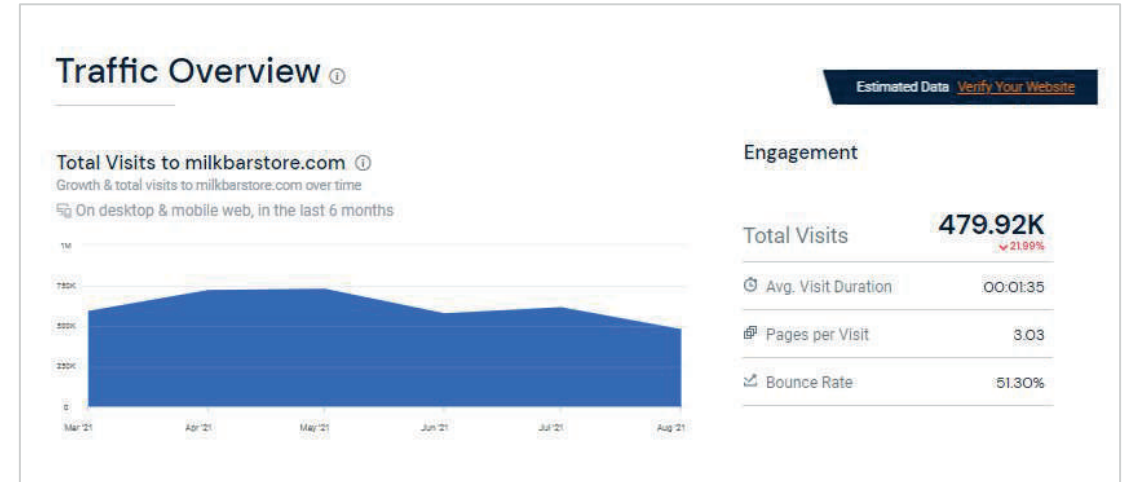 Traffic Overview
Estimated Data Verify Your Website
Total Visits to milkbarstore.com
Growth & total visits to milkbarstore.com over time
On desktop & mobile web, in the last 6 months
1M
750K
500K
250K
0
Mar '21 Apr '21 May '21 Jun '21 Jul '21 Aug '21
Engagement
Total Visits 479.92K
21.99%
Avg. Visit Duration 00:01:35
Pages per Visit 3.03
Bounce Rate 51.30%